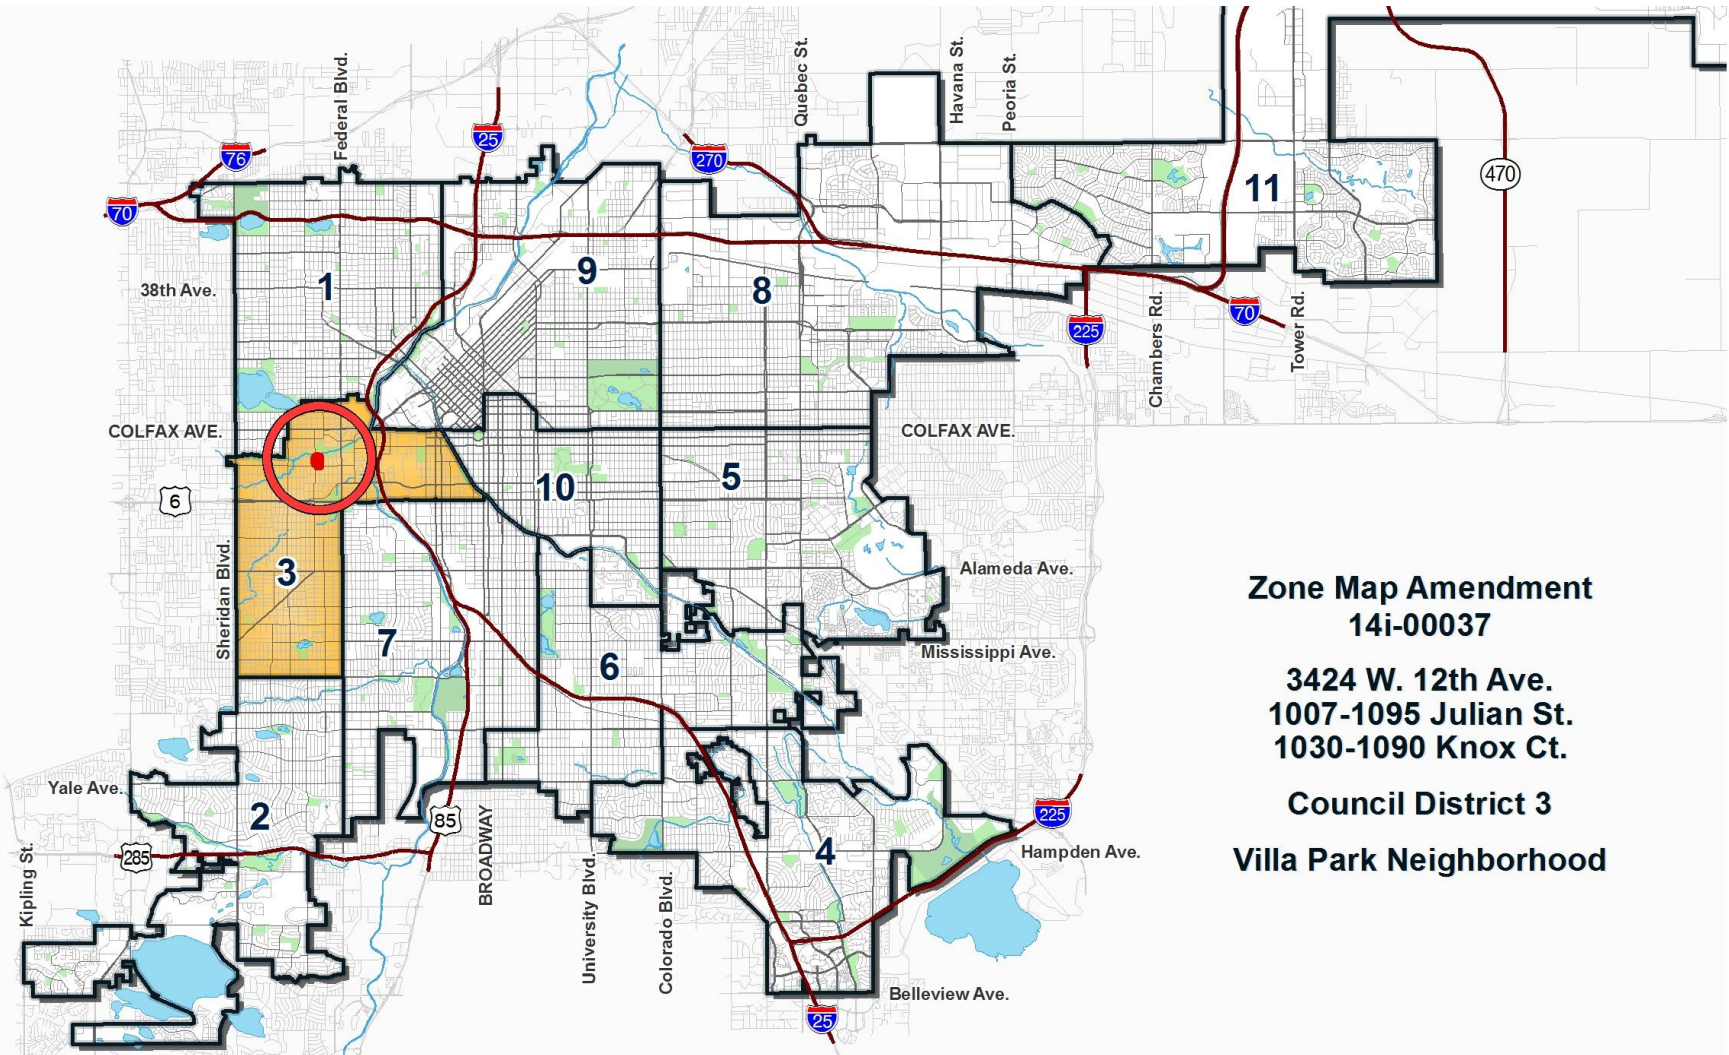 Federal Blvd.
Quebec St.
Havana St.
Peoria St.
76
25
270
470
70
11
9
1
8
38th Ave.
70
225
Chambers Rd.
Tower Rd.
COLFAX AVE.
COLFAX AVE.
5
10
6
Sheridan Blvd.
3
Alameda Ave.
7
6
Mississippi Ave.
Yale Ave.
2
85
BROADWAY
225
285
4
Hampden Ave.
Kipling St.
University Blvd.
Colorado Blvd.
Belleview Ave.
25
Zone Map Amendment
14i-00037
3424 W. 12th Ave.
1007-1095 Julian St.
1030-1090 Knox Ct.
Council District 3
Villa Park Neighborhood